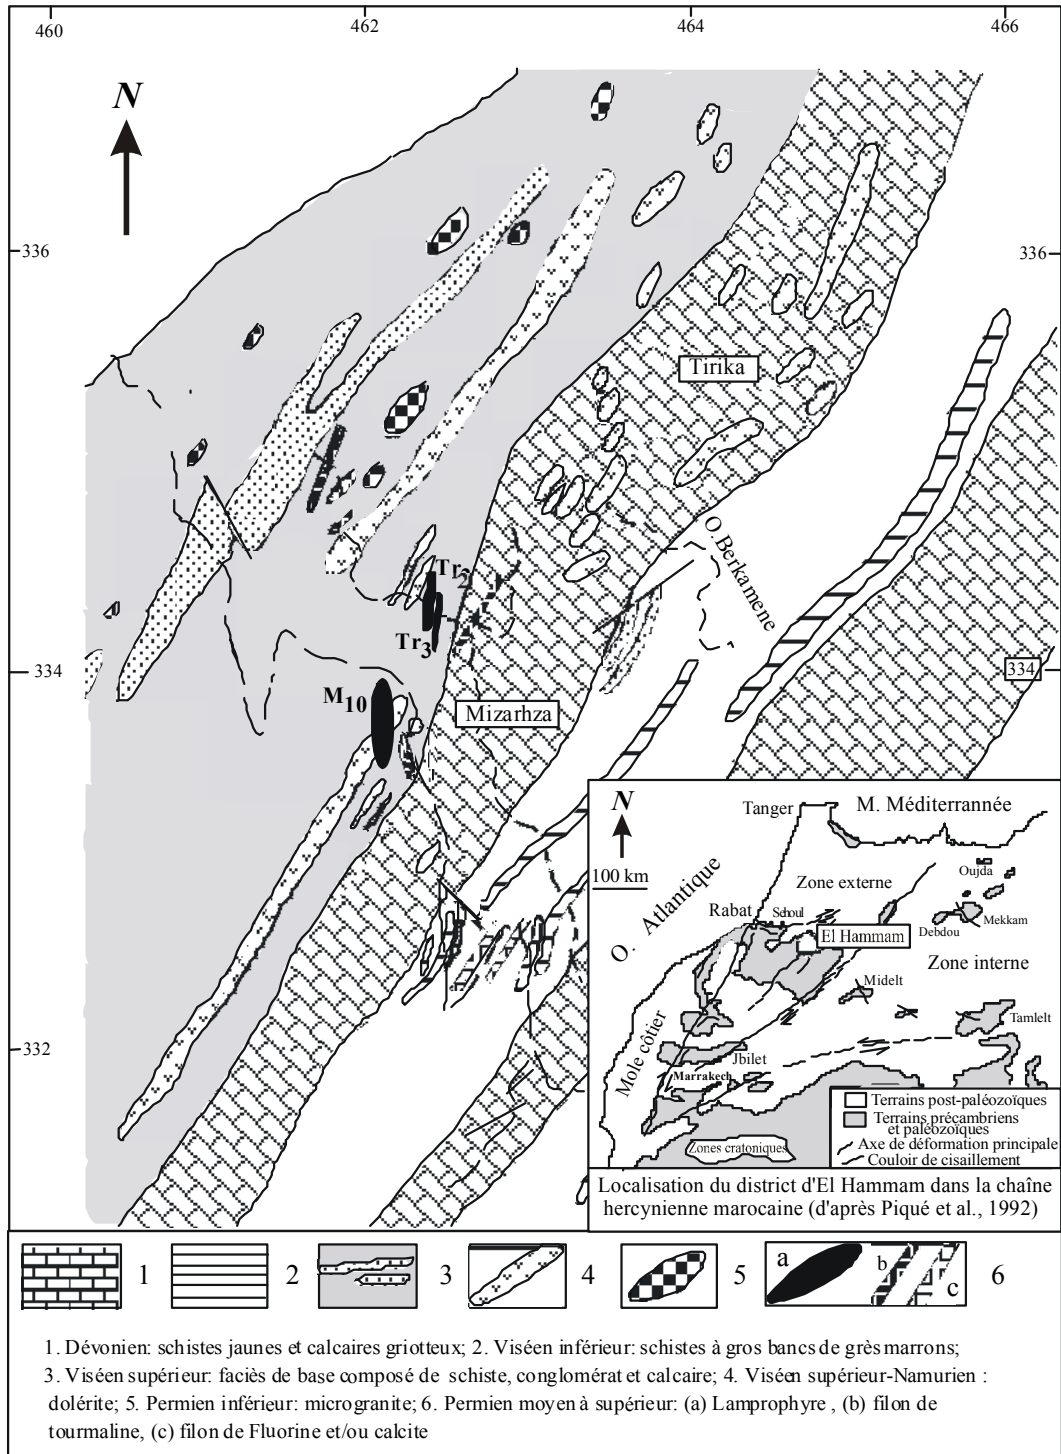 460
462
464
466
N
336
336
Tirika
O. Berkamene
Tr2
Tr3
334
334
M10
Mizarhza
332
N
100 km
Tanger
M. Méditerrannée
O. Atlantique
Zone externe
Oujda
Rabat
Sehoul
El Hammam
Debdou
Mekkam
Zone interne
Midelt
Tamlelt
Mole côtier
Jbilet
Marrakech
Zones cratoniques
Terrains post-paléozoïques
Terrains précambriens
et paléozoïques
Axe de déformation principale
Couloir de cisaillement
Localisation du district d'El Hammam dans la chaîne
hercynienne marocaine (d'après Piqué et al., 1992)
1
2
3
4
5
a
b
c
6
1. Dévonien: schistes jaunes et calcaires griotteux; 2. Viséen inférieur: schistes à gros bancs de grès marrons;
3. Viséen supérieur: faciès de base composé de schiste, conglomérat et calcaire; 4. Viséen supérieur-Namurien :
dolérite; 5. Permien inférieur: microgranite; 6. Permien moyen à supérieur: (a) Lamprophyre , (b) filon de
tourmaline, (c) filon de Fluorine et/ou calcite